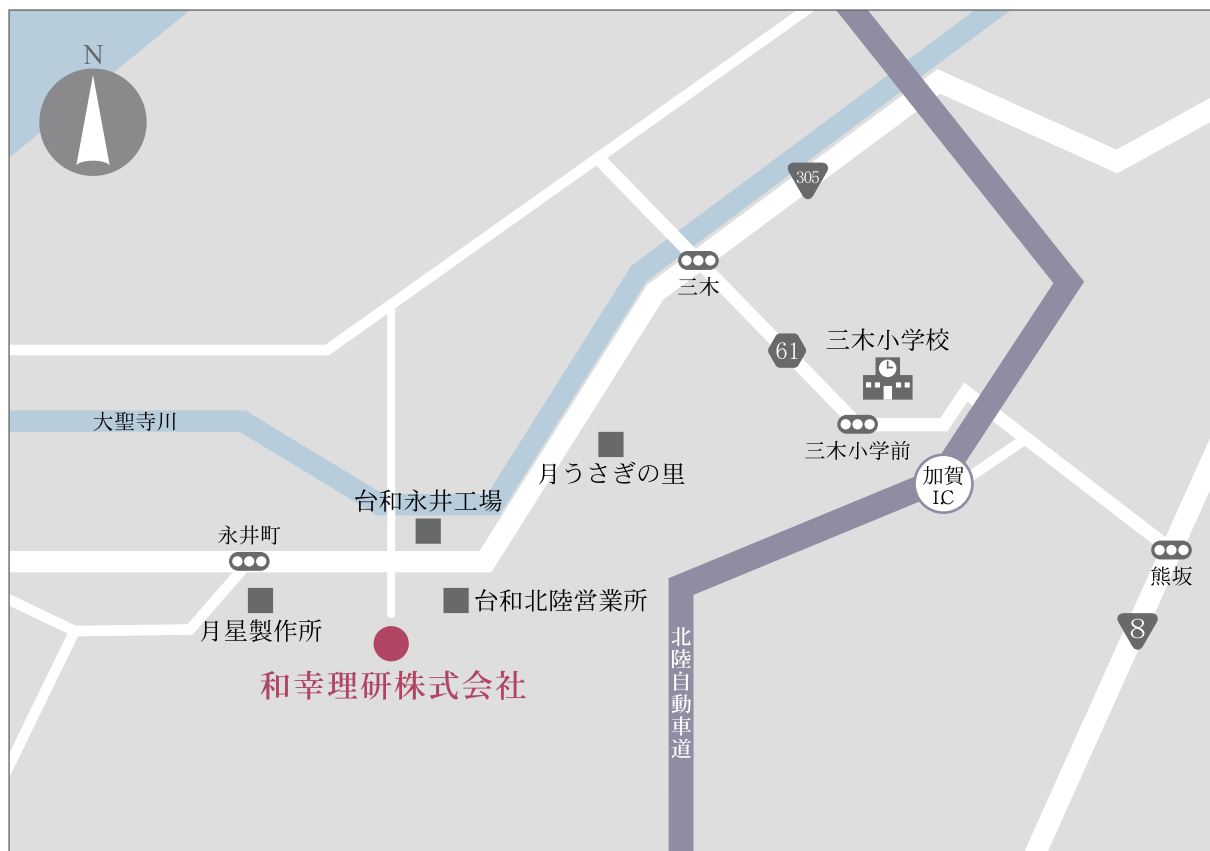 N
305
三木
61
三木小学校
大聖寺川
三木小学前
月うさぎの里
加賀
IC
台和永井工場
永井町
熊坂
台和北陸営業所
月星製作所
8
北陸自動車道
和幸理研株式会社